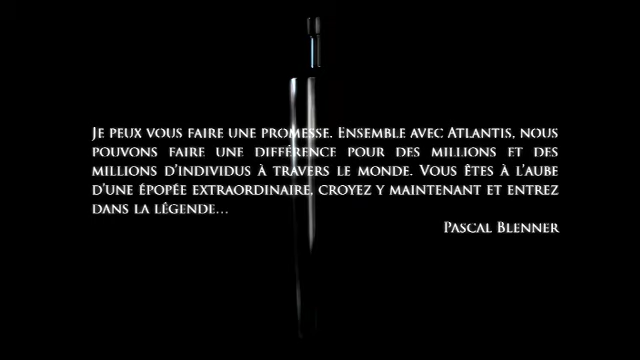 Je peux vous faire une promesse. Ensemble avec Atlantis, nous
pouvons faire une différence pour des millions et des
millions d'individus à travers le monde. Vous êtes à l'aube
d'une épopée extraordinaire, croyez y maintenant et entrez
dans la légende...
Pascal Blenner